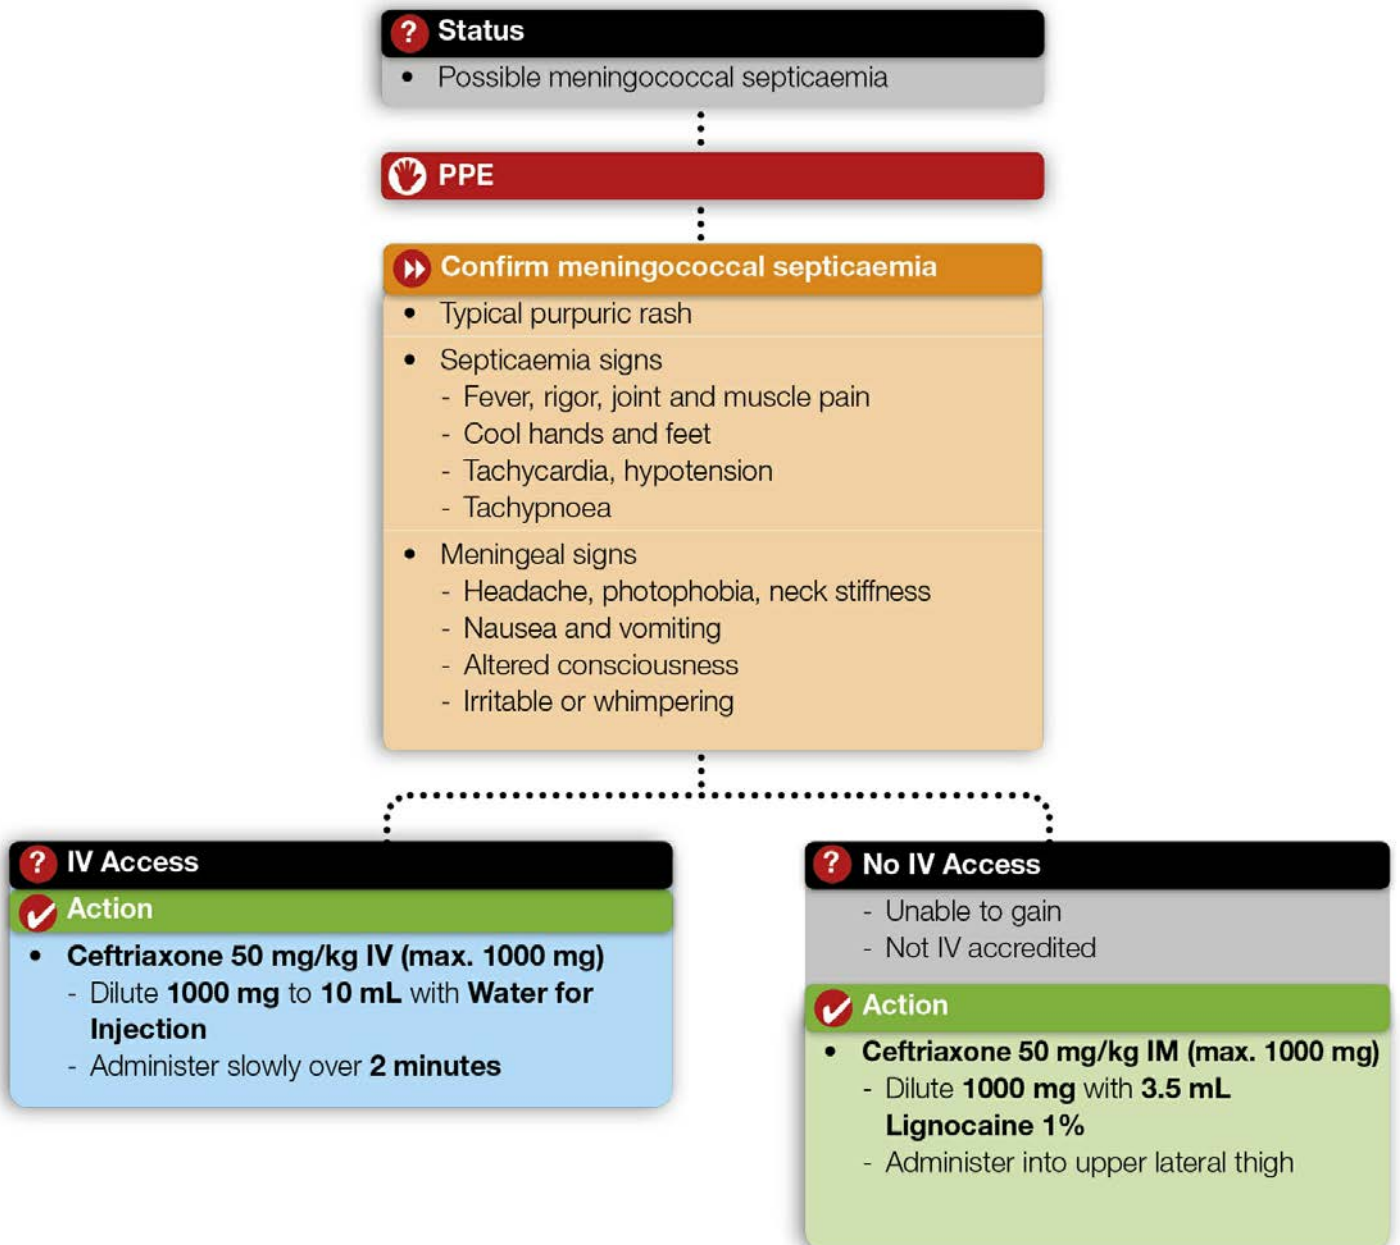 ? Status
• Possible meningococcal septicaemia
PPE
Confirm meningococcal septicaemia
• Typical purpuric rash
• Septicaemia signs
- Fever, rigor, joint and muscle pain
- Cool hands and feet
- Tachycardia, hypotension
- Tachypnoea
• Meningeal signs
- Headache, photophobia, neck stiffness
- Nausea and vomiting
- Altered consciousness
- Irritable or whimpering
? IV Access
Action
• Ceftriaxone 50 mg/kg IV (max. 1000 mg)
- Dilute 1000 mg to 10 mL with Water for
Injection
- Administer slowly over 2 minutes
? No IV Access
- Unable to gain
- Not IV accredited
Action
• Ceftriaxone 50 mg/kg IM (max. 1000 mg)
- Dilute 1000 mg with 3.5 mL
Lignocaine 1%
- Administer into upper lateral thigh